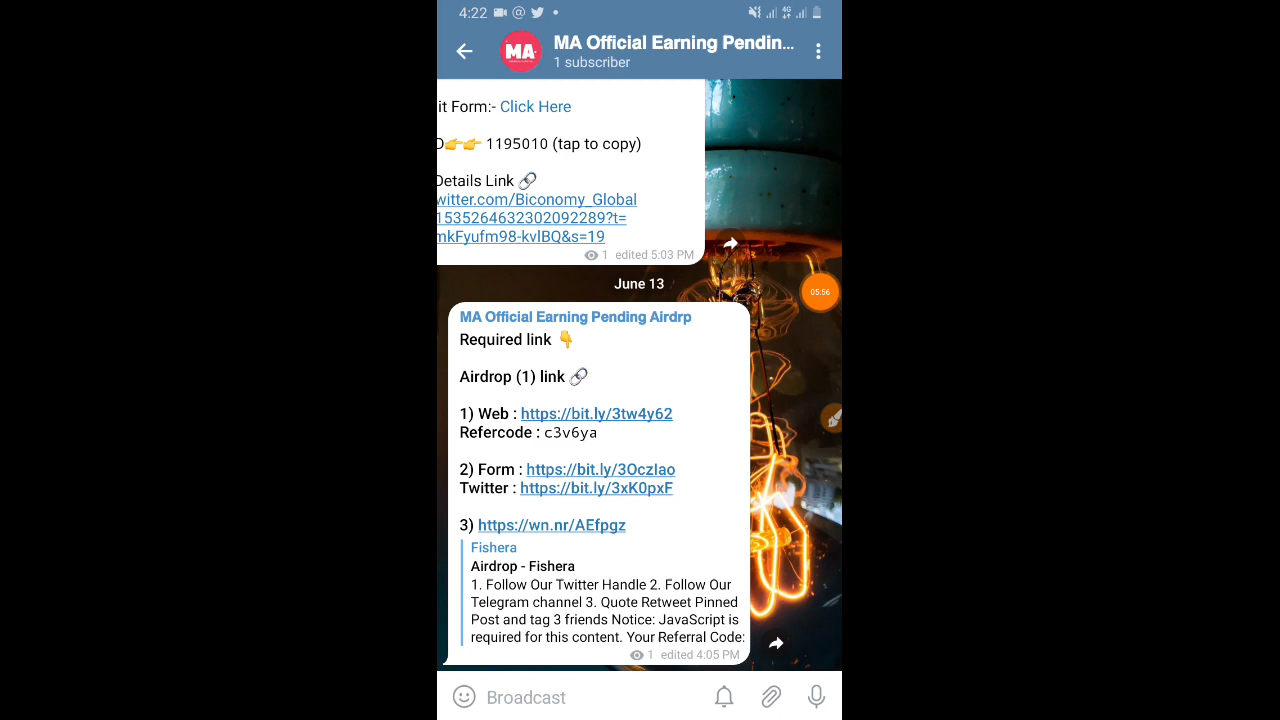 4:22
4G
MA
MA Official Earning Pendin...
1 subscriber
it Form:- Click Here
D👉👉 1195010 (tap to copy)
Details Link 🔗
witter.com/Biconomy_Global
1535264632302092289?t=
mkFyufm98-kvlBQ&s=19
1 edited 5:03 PM
June 13
05:56
MA Official Earning Pending Airdrp
Required link 👇
Airdrop (1) link 🔗
1) Web : https://bit.ly/3tw4y62
Refercode : c3v6ya
2) Form : https://bit.ly/3OczIao
Twitter : https://bit.ly/3xK0pxF
3) https://wn.nr/AEfpgz
Fishera
Airdrop - Fishera
1. Follow Our Twitter Handle 2. Follow Our
Telegram channel 3. Quote Retweet Pinned
Post and tag 3 friends Notice: JavaScript is
required for this content. Your Referral Code:
1 edited 4:05 PM
Broadcast